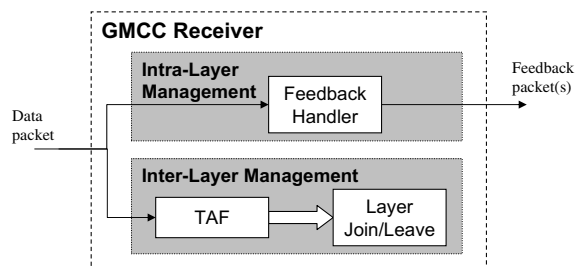 GMCC Receiver
Intra-Layer
Management
Feedback
Handler
Feedback
packet(s)
Data
packet
Inter-Layer Management
TAF
Layer
Join/Leave